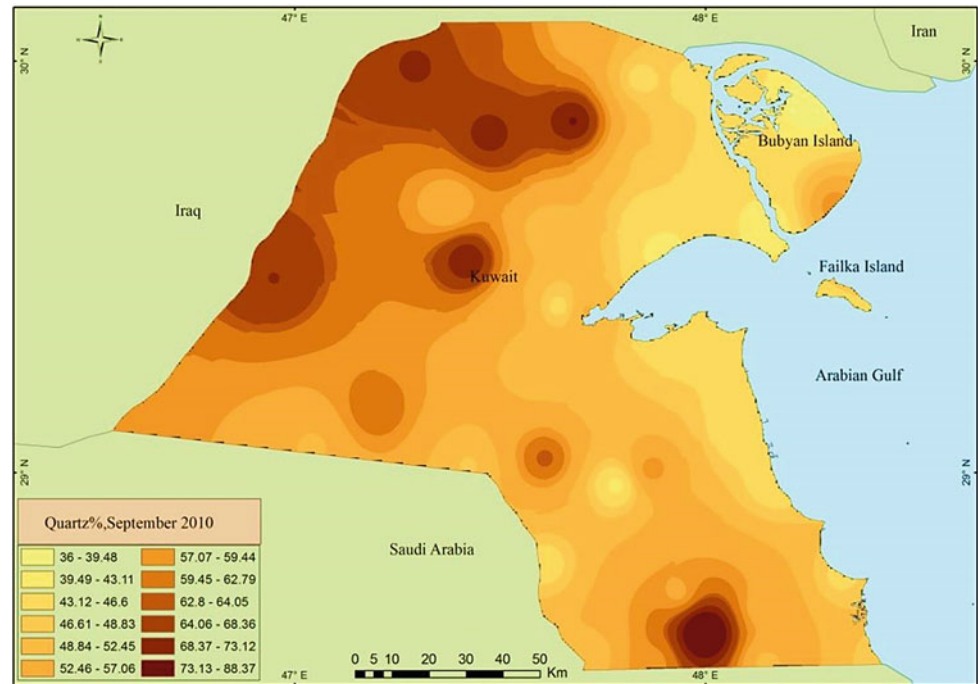 47° E
48° E
Iran
30° N
30° N
Bubyan Island
Iraq
Failka Island
Kuwait
Arabian Gulf
29° N
29° N
Quartz%,September 2010
36 - 39.48
57.07 - 59.44
39.49 - 43.11
59.45 - 62.79
43.12 - 46.6
62.8 - 64.05
46.61 - 48.83
64.06 - 68.36
48.84 - 52.45
68.37 - 73.12
52.46 - 57.06
73.13 - 88.37
Saudi Arabia
0 5 10 20 30 40 50
Km
47° E
48° E